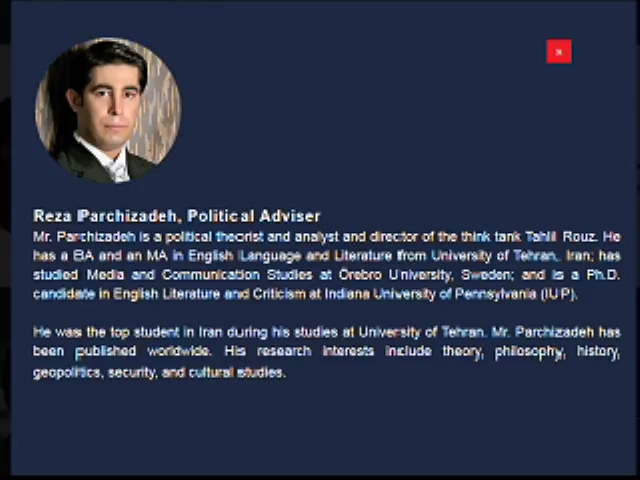 ×
Reza Parchizadeh, Political Adviser
Mr. Parchizadeh is a political theorist and analyst and director of the think tank Tahlil Rouz. He
has a BA and an MA in English Language and Literature from University of Tehran, Iran; has
studied Media and Communication Studies at Örebro University, Sweden; and is a Ph.D.
candidate in English Literature and Criticism at Indiana University of Pennsylvania (IUP).
He was the top student in Iran during his studies at University of Tehran. Mr. Parchizadeh has
been published worldwide. His research interests include theory, philosophy, history,
geopolitics, security, and cultural studies.